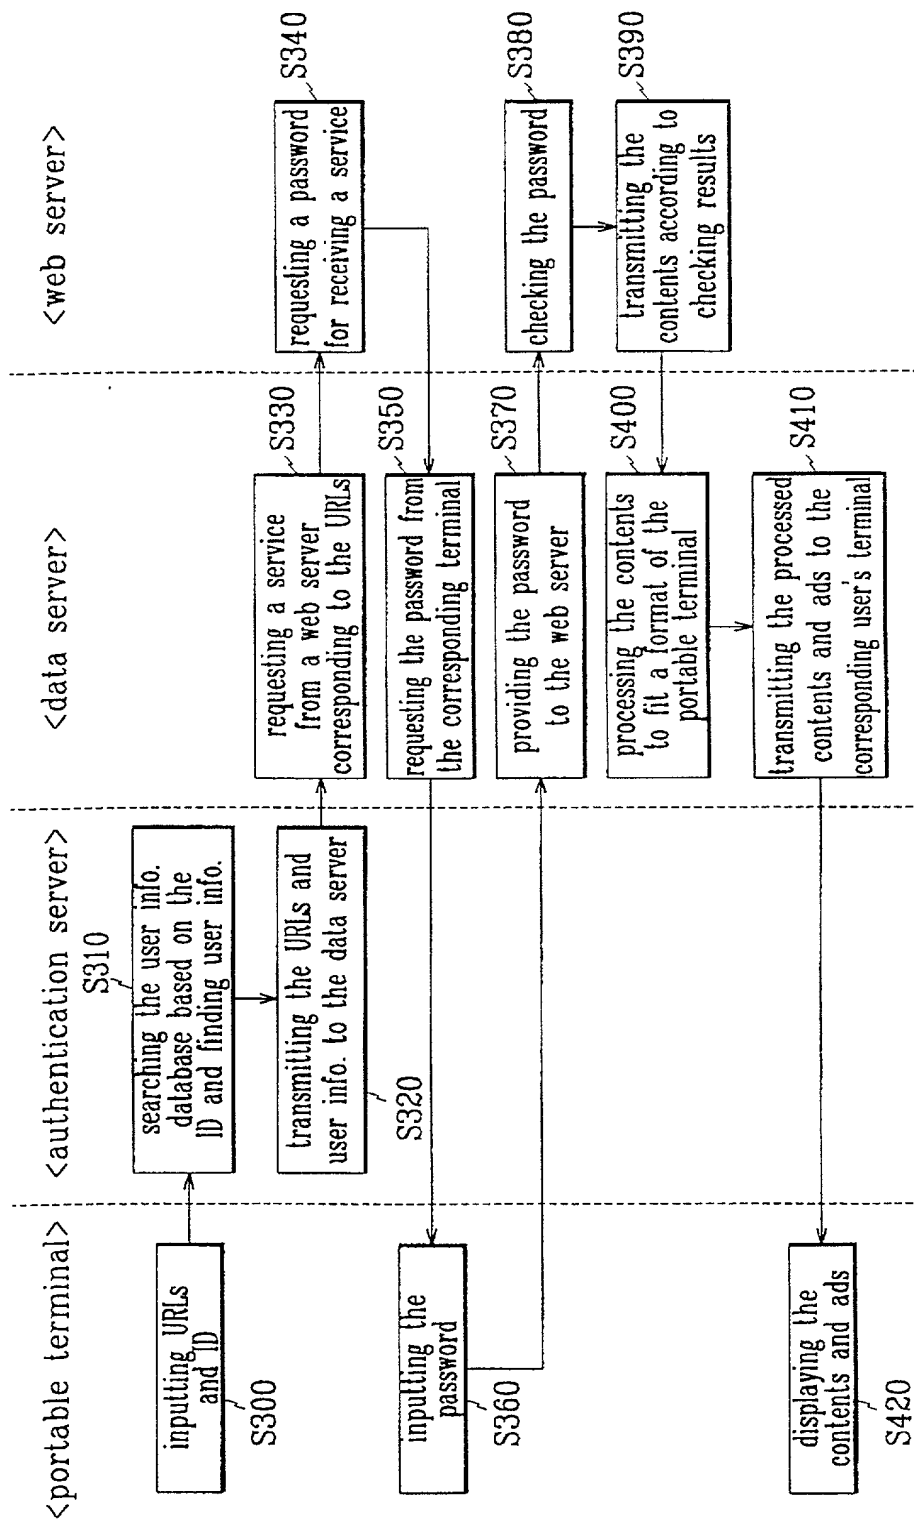 <portable terminal>
<authentication server>
<data server>
<web server>
inputting URLs
and ID
S300
S310
searching the user info.
database based on the
ID and finding user info.
transmitting the URLs and
user info. to the data server
S320
S330
requesting a service
from a web server
corresponding to the URLs
S340
requesting a password
for receiving a service
S350
requesting the password from
the corresponding terminal
inputting the
password
S360
S370
providing the password
to the web server
S380
checking the password
S390
transmitting the
contents according to
checking results
S400
processing the contents
to fit a format of the
portable terminal
S410
transmitting the processed
contents and ads to the
corresponding user's terminal
displaying the
contents and ads
S420